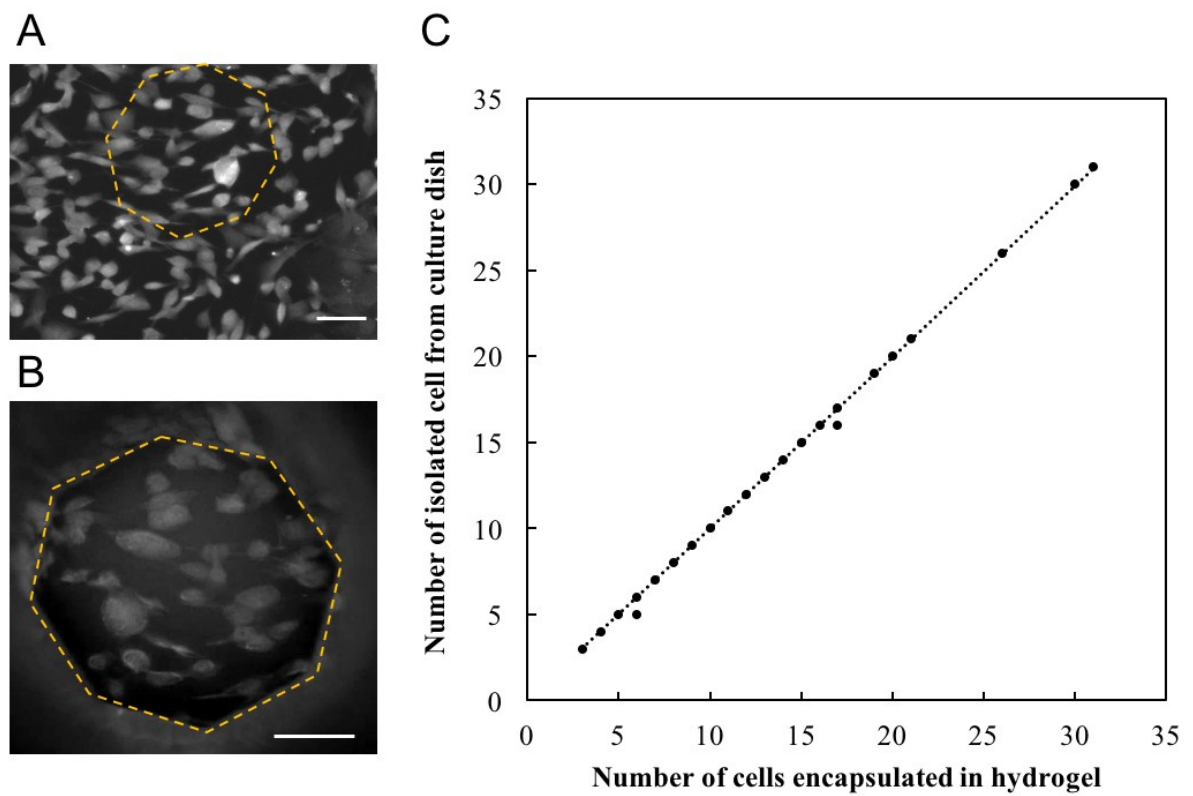 A
B
C
35
30
25
20
15
10
5
0
0 5 10 15 20 25 30 35
Number of isolated cell from culture dish
Number of cells encapsulated in hydrogel